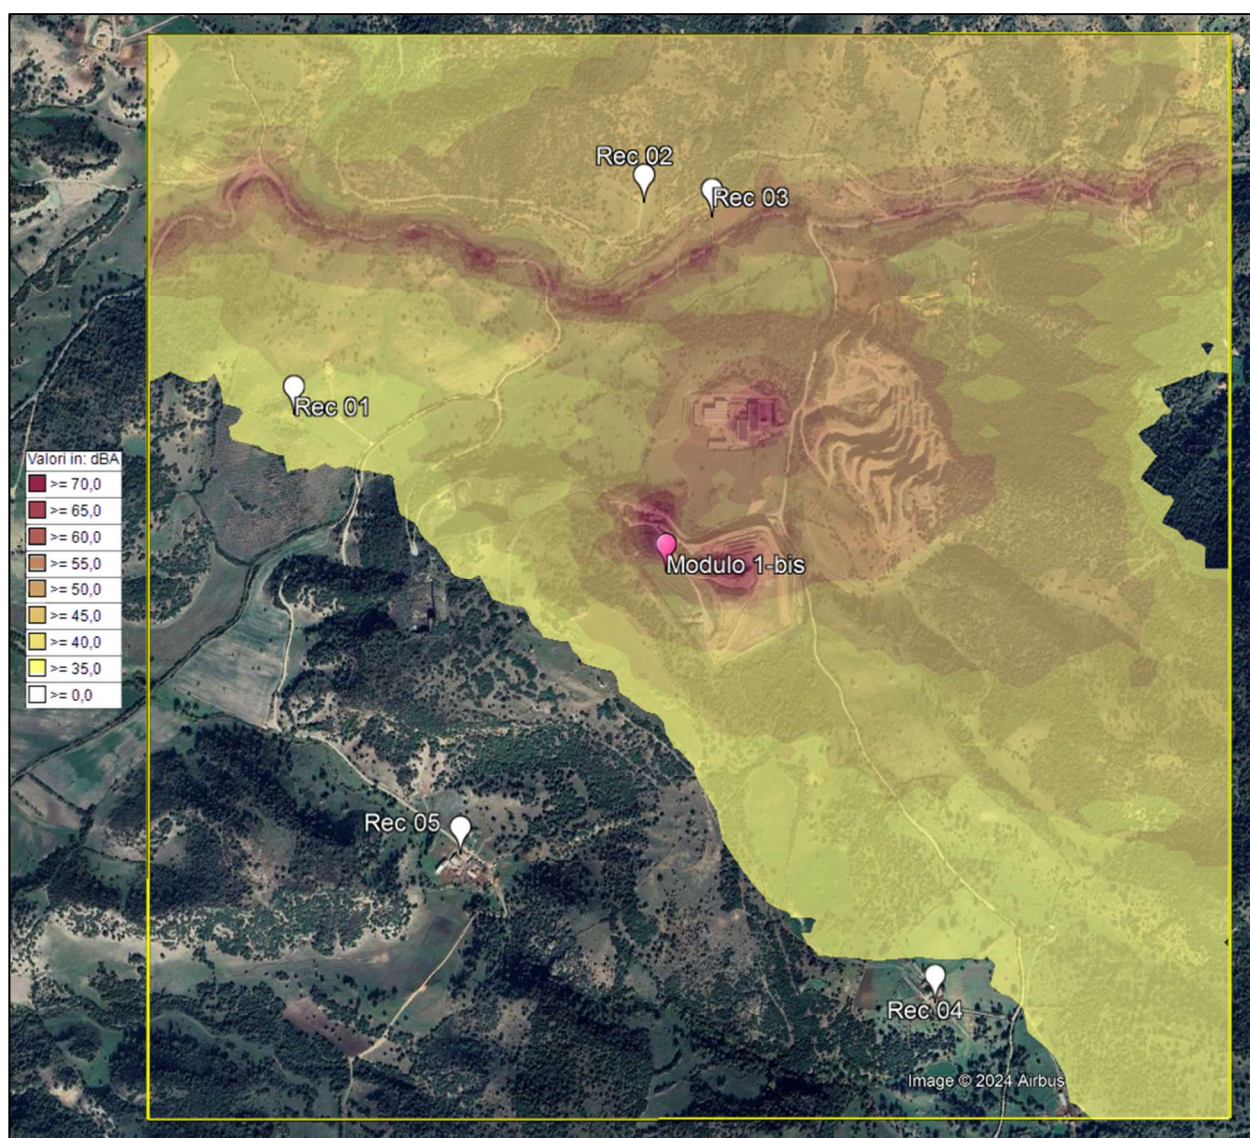 Rec 02
Rec 03
Rec 01
Valori in: dBA
>= 70,0
>= 65,0
>= 60,0
>= 55,0
>= 50,0
>= 45,0
>= 40,0
>= 35,0
>= 0,0
Modulo 1-bis
Rec 05
Rec 04
Image © 2024 Airbus